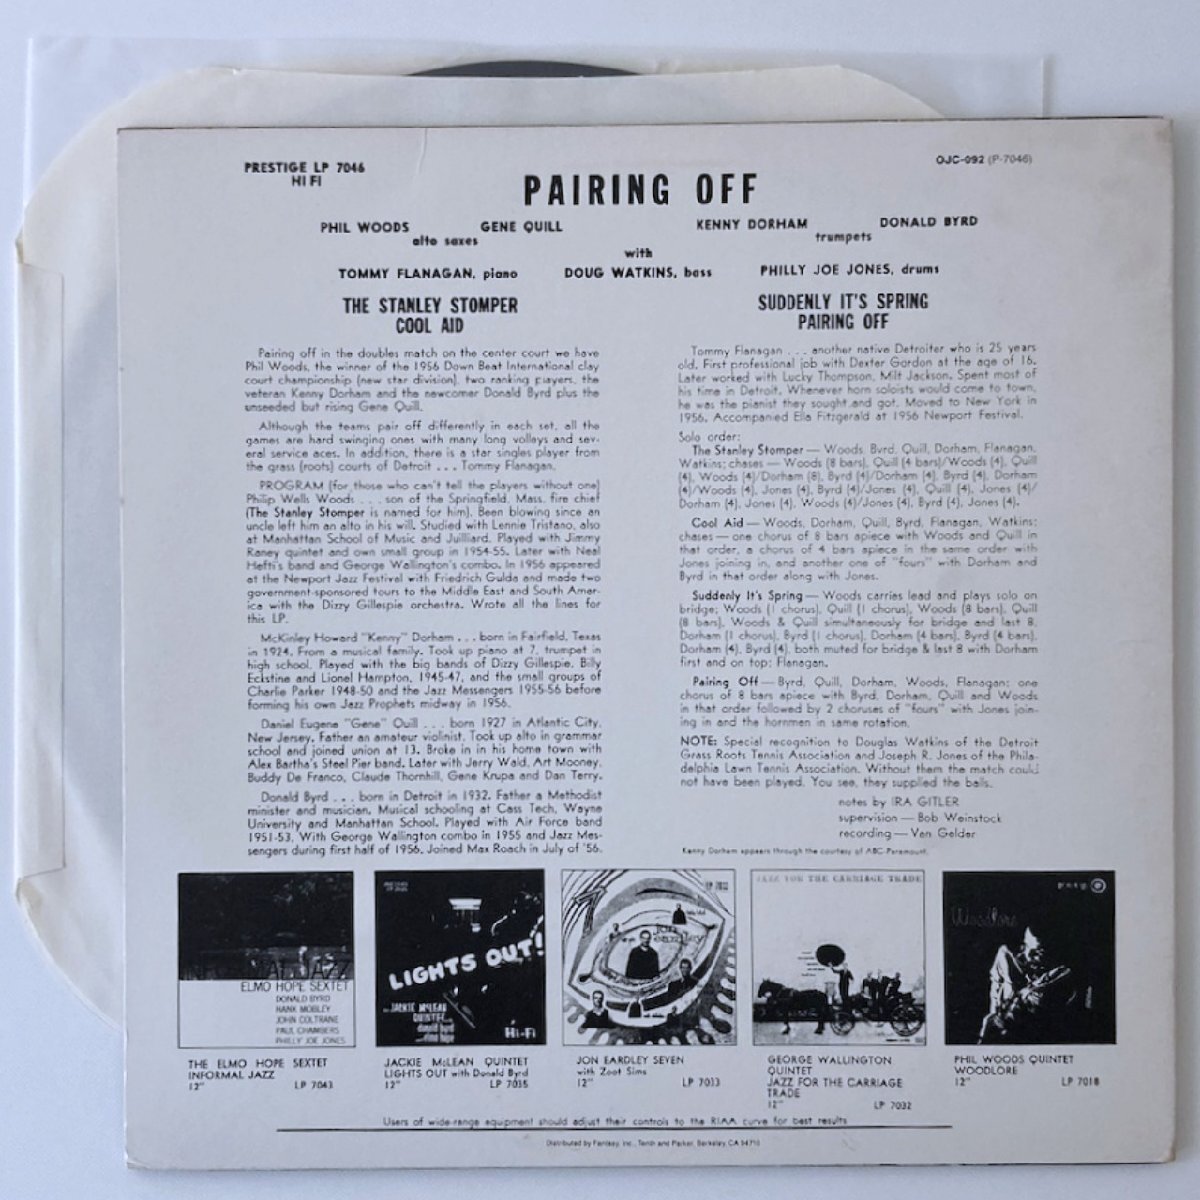 PRESTIGE LP 7046
HI FI
OJC-092 (P-7046)
PAIRING OFF
PHIL WOODS GENE QUILL
alto saxes
KENNY DORHAM DONALD BYRD
trumpets
with
TOMMY FLANAGAN, piano DOUG WATKINS, bass PHILLY JOE JONES, drums
THE STANLEY STOMPER
COOL AID
SUDDENLY IT'S SPRING
PAIRING OFF
Pairing off in the doubles match on the center court we have
Phil Woods, the winner of the 1956 Down Beat International clay
court championship (new star division), two ranking players, the
veteran Kenny Dorham and the newcomer Donald Byrd plus the
unseeded but rising Gene Quill.
Although the teams pair off differently in each set, all the
games are hard swinging ones with many long volleys and sev-
eral service aces. In addition, there is a star singles player from
the grass (roots) courts of Detroit . . . Tommy Flanagan.
PROGRAM (for those who can't tell the players without one)
Philip Wells Woods . . . son of the Springfield, Mass. fire chief
(The Stanley Stomper is named for him). Been blowing since an
uncle left him an alto in his will. Studied with Lennie Tristano, also
at Manhattan School of Music and Juilliard. Played with Jimmy
Raney quintet and own small group in 1954-55. Later with Neal
Hefti's band and George Wallington's combo. In 1956 appeared
at the Newport Jazz Festival with Friedrich Gulda and made two
government-sponsored tours to the Middle East and South Amer-
ica with the Dizzy Gillespie orchestra. Wrote all the lines for
this LP.
McKinley Howard "Kenny" Dorham . . . born in Fairfield, Texas
in 1924. From a musical family. Took up piano at 7, trumpet in
high school. Played with the big bands of Dizzy Gillespie, Billy
Eckstine and Lionel Hampton, 1945-47, and the small groups of
Charlie Parker 1948-50 and the Jazz Messengers 1955-56 before
forming his own Jazz Prophets midway in 1956.
Daniel Eugene "Gene" Quill . . . born 1927 in Atlantic City,
New Jersey. Father an amateur violinist. Took up alto in grammar
school and joined union at 13. Broke in in his home town with
Alex Bartha's Steel Pier band. Later with Jerry Wald, Art Mooney,
Buddy De Franco, Claude Thornhill, Gene Krupa and Dan Terry.
Donald Byrd . . . born in Detroit in 1932. Father a Methodist
minister and musician. Musical schooling at Cass Tech, Wayne
University and Manhattan School. Played with Air Force band
1951-53. With George Wallington combo in 1955 and Jazz Mes-
sengers during first half of 1956. Joined Max Roach in July of '56.
Tommy Flanagan . . . another native Detroiter who is 25 years
old. First professional job with Dexter Gordon at the age of 16.
Later worked with Lucky Thompson, Milt Jackson. Spent most of
his time in Detroit. Whenever horn soloists would come to town,
he was the pianist they sought and got. Moved to New York in
1956. Accompanied Ella Fitzgerald at 1956 Newport Festival.
Solo order:
The Stanley Stomper — Woods, Byrd, Quill, Dorham, Flanagan,
Watkins; chases — Woods (8 bars), Quill (4 bars)/Woods (4), Quill
(4), Woods (4)/Dorham (8), Byrd (4)/Dorham (4), Byrd (4), Dorham
(4)/Woods (4), Jones (4), Byrd (4)/Jones (4), Quill (4), Jones (4)/
Dorham (4), Jones (4), Woods (4)/Jones (4), Byrd (4), Jones (4).
Cool Aid — Woods, Dorham, Quill, Byrd, Flanagan, Watkins;
chases — one chorus of 8 bars apiece with Woods and Quill in
that order, a chorus of 4 bars apiece in the same order with
Jones joining in, and another one of "fours" with Dorham and
Byrd in that order along with Jones.
Suddenly It's Spring — Woods carries lead and plays solo on
bridge; Woods (1 chorus), Quill (1 chorus), Woods (8 bars), Quill
(8 bars), Woods & Quill simultaneously for bridge and last 8.
Dorham (1 chorus), Byrd (1 chorus), Dorham (4 bars), Byrd (4 bars),
Dorham (4), Byrd (4), both muted for bridge & last 8 with Dorham
first and on top; Flanagan.
Pairing Off — Byrd, Quill, Dorham, Woods, Flanagan; one
chorus of 8 bars apiece with Byrd, Dorham, Quill and Woods
in that order followed by 2 choruses of "fours" with Jones join-
ing in and the hornmen in same rotation.
NOTE: Special recognition to Douglas Watkins of the Detroit
Grass Roots Tennis Association and Joseph R. Jones of the Phila-
delphia Lawn Tennis Association. Without them the match could
not have been played. You see, they supplied the balls.
notes by IRA GITLER
supervision — Bob Weinstock
recording — Van Gelder
Kenny Dorham appears through the courtesy of ABC-Paramount.
INFORMAL JAZZ
ELMO HOPE SEXTET
DONALD BYRD
HANK MOBLEY
JOHN COLTRANE
PAUL CHAMBERS
PHILLY JOE JONES
LIGHTS OUT!
JACKIE McLEAN
QUINTET
donald byrd
elmo hope
Hi-Fi
jon eardley
JAZZ FOR THE CARRIAGE TRADE
Woodlore
THE ELMO HOPE SEXTET
INFORMAL JAZZ
12" LP 7043
JACKIE McLEAN QUINTET
LIGHTS OUT with Donald Byrd
12" LP 7035
JON EARDLEY SEVEN
with Zoot Sims
12" LP 7033
GEORGE WALLINGTON
QUINTET
JAZZ FOR THE CARRIAGE
TRADE
12" LP 7032
PHIL WOODS QUINTET
WOODLORE
12" LP 7018
Users of wide-range equipment should adjust their controls to the RIAA curve for best results
Distributed by Fantasy, Inc., Tenth and Parker, Berkeley, CA 94710